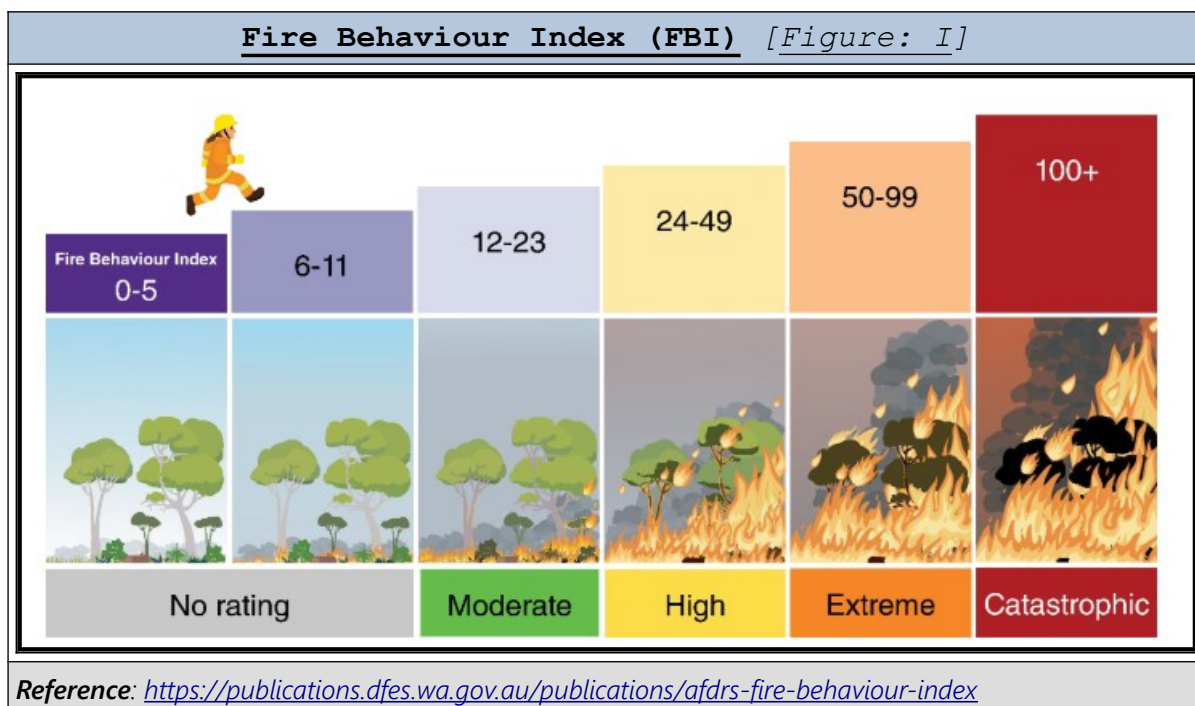 Fire Behaviour Index (FBI) [Figure: I]
Fire Behaviour Index
0-5
6-11
12-23
24-49
50-99
100+
No rating
Moderate
High
Extreme
Catastrophic
Reference: https://publications.dfes.wa.gov.au/publications/afdrs-fire-behaviour-index